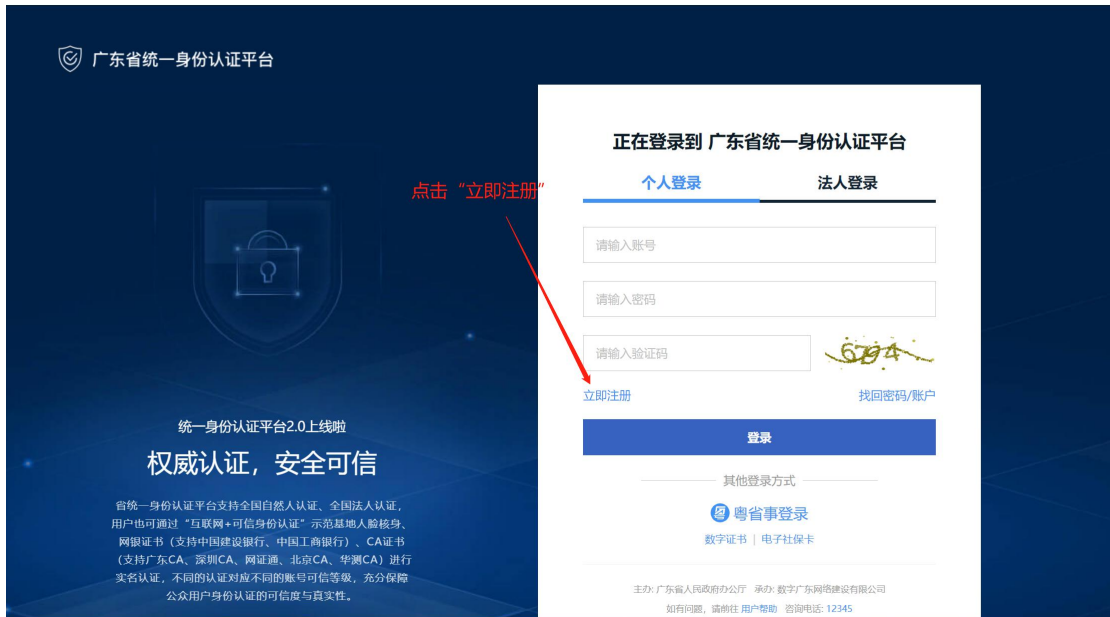 广东省统一身份认证平台
正在登录到 广东省统一身份认证平台
个人登录 法人登录
点击“立即注册”
请输入账号
请输入密码
请输入验证码 6794
立即注册 找回密码/账户
登录
其他登录方式
粤省事登录
数字证书 | 电子社保卡
主办: 广东省人民政府办公厅 承办: 数字广东网络建设有限公司
如有问题，请前往 用户帮助 咨询电话: 12345
统一身份认证平台2.0上线啦
权威认证，安全可信
省统一身份认证平台支持全国自然人认证、全国法人认证，
用户也可通过“互联网+可信身份认证”示范基地人脸核身、
网银证书（支持中国建设银行、中国工商银行）、CA证书
（支持广东CA、深圳CA、网证通、北京CA、华测CA）进行
实名认证，不同的认证对应不同的账号可信等级，充分保障
公众用户身份认证的可信度与真实性。